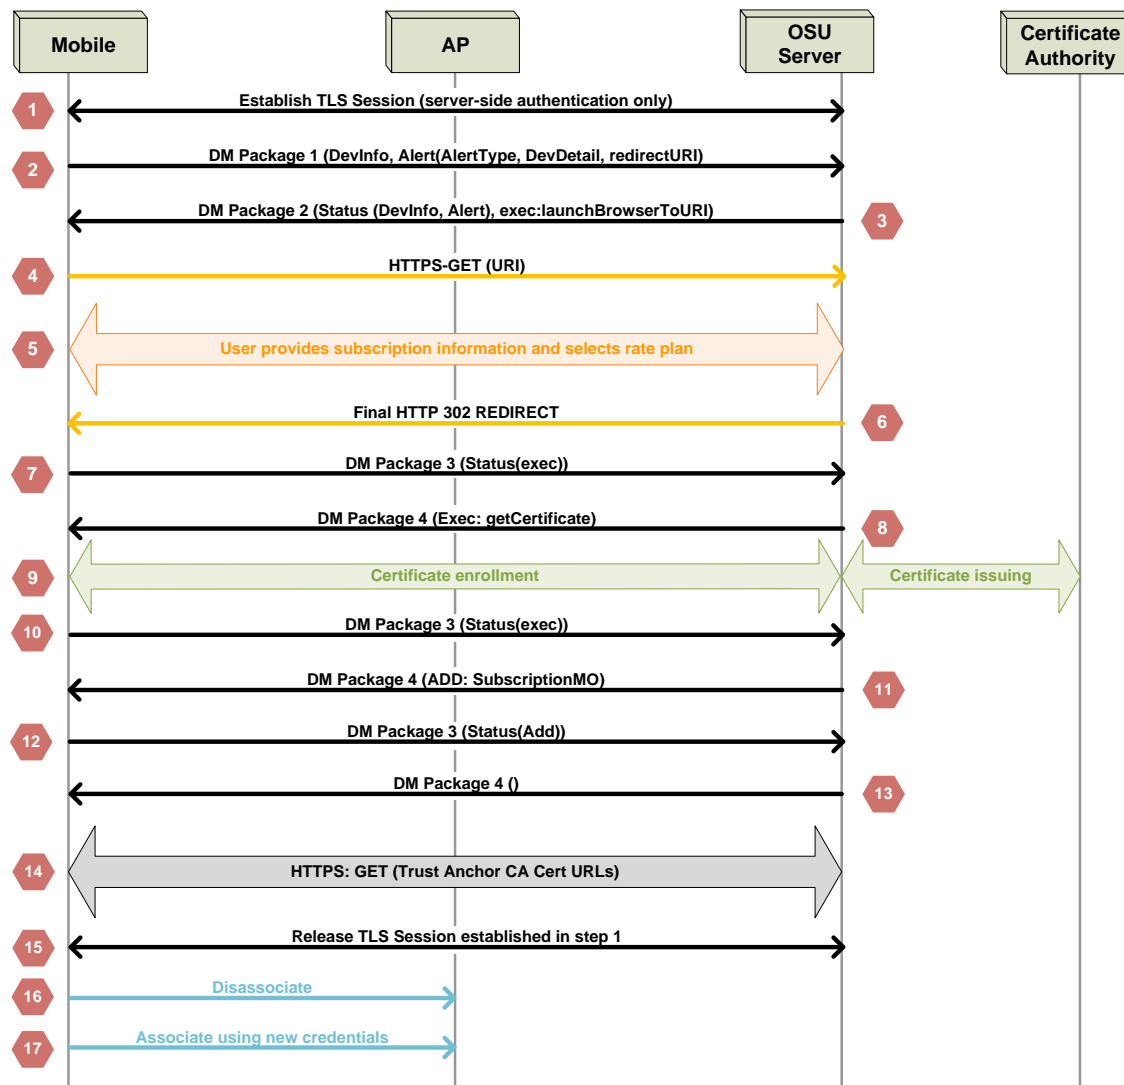 Mobile
AP
OSU
Server
Certificate
Authority
1
Establish TLS Session (server-side authentication only)
2
DM Package 1 (DevInfo, Alert(AlertType, DevDetail, redirectURI)
DM Package 2 (Status (DevInfo, Alert), exec:launchBrowserToURI)
3
4
HTTPS-GET (URI)
5
User provides subscription information and selects rate plan
Final HTTP 302 REDIRECT
6
7
DM Package 3 (Status(exec))
DM Package 4 (Exec: getCertificate)
8
9
Certificate enrollment
Certificate issuing
10
DM Package 3 (Status(exec))
DM Package 4 (ADD: SubscriptionMO)
11
12
DM Package 3 (Status(Add))
DM Package 4 ()
13
14
HTTPS: GET (Trust Anchor CA Cert URLs)
15
Release TLS Session established in step 1
16
Disassociate
17
Associate using new credentials